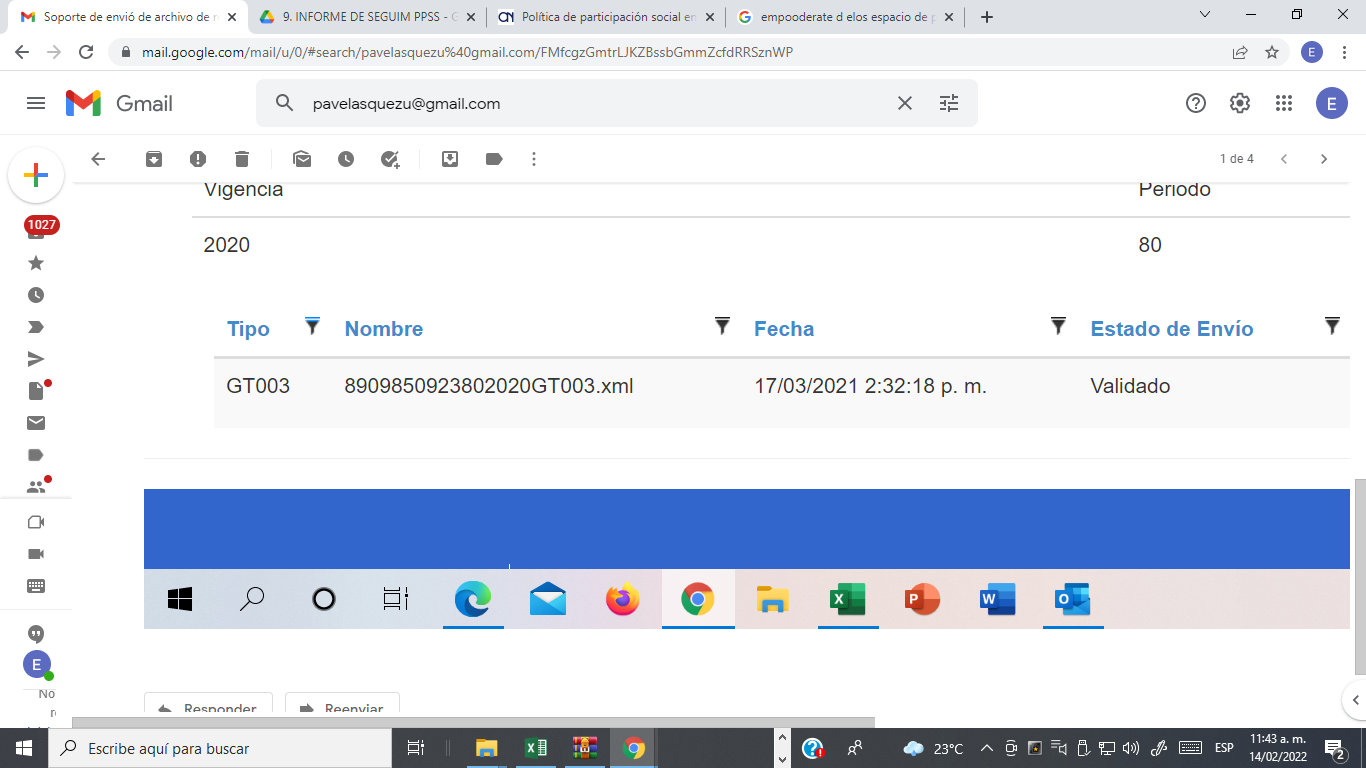 Soporte de envió de archivo de r
9. INFORME DE SEGUIM PPSS - G
Política de participación social en
empooderate d elos espacio de p
mail.google.com/mail/u/0/#search/pavelasquezu%40gmail.com/FMfcgzGmtrLJKZBssbGmmZcfdRRSznWP
E
Gmail
pavelasquezu@gmail.com
E
1 de 4
Vigencia Periodo
1027
2020 80
Tipo Nombre Fecha Estado de Envío
GT003 8909850923802020GT003.xml 17/03/2021 2:32:18 p. m. Validado
E
No
Responder Reenviar
Escribe aquí para buscar
23°C
ESP
11:43 a. m.
14/02/2022
2